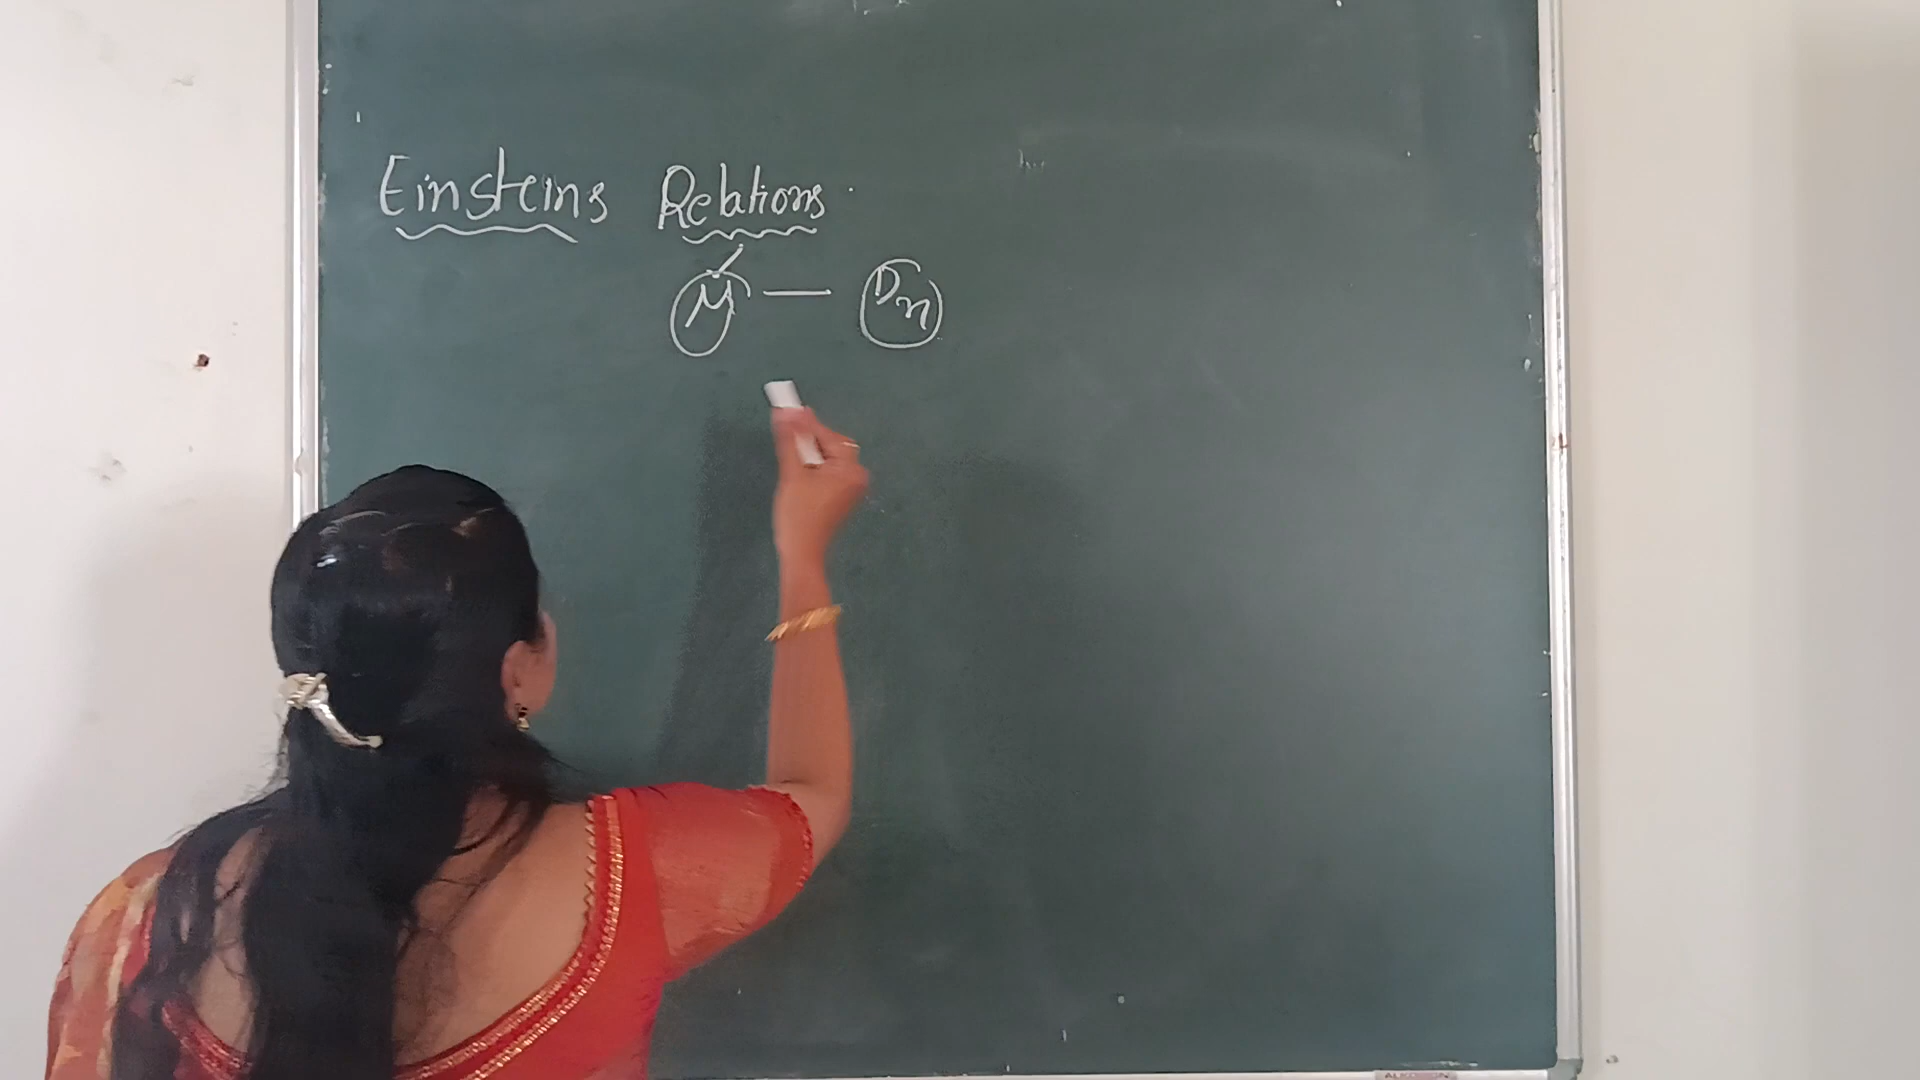 Einsteins Relations.
μ — Dn